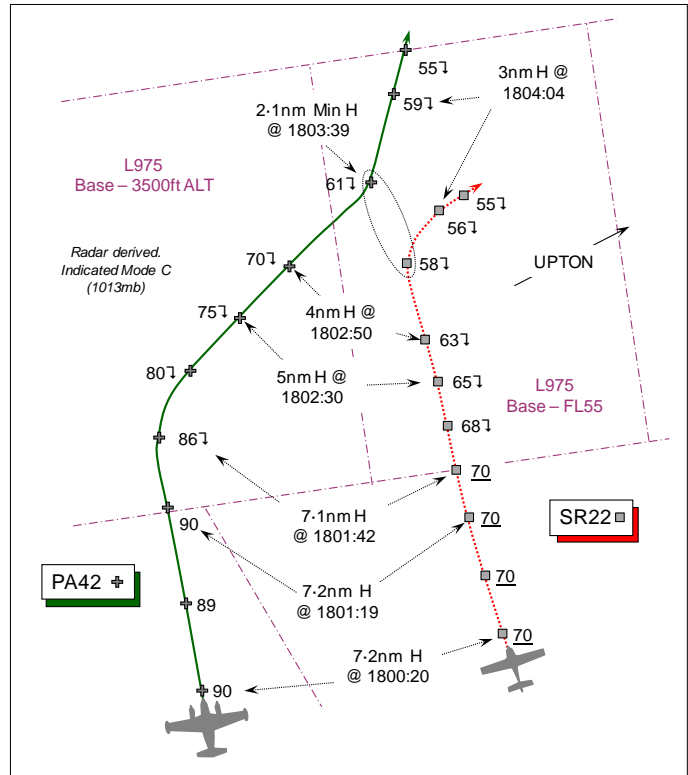 55↴
3nm H @
1804:04
59↴
2·1nm Min H
@ 1803:39
L975
Base – 3500ft ALT
61↴
55↴
56↴
Radar derived.
Indicated Mode C
(1013mb)
70↴
58↴
UPTON
75↴
4nm H @
1802:50
63↴
80↴
5nm H @
1802:30
65↴
L975
Base – FL55
68↴
86↴
70
7·1nm H
@ 1801:42
90
70
SR22
PA42
7·2nm H
@ 1801:19
70
89
70
7·2nm H
@ 1800:20
90